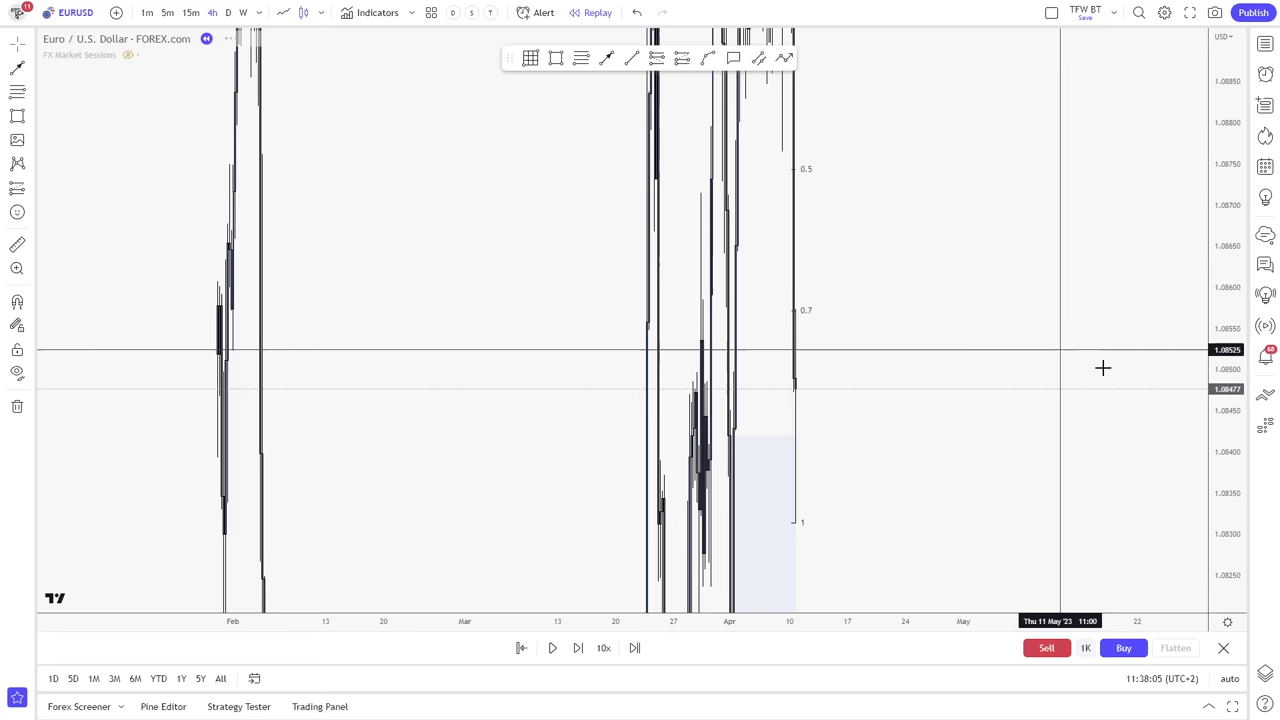 11 EURUSD 1m 5m 15m 4h D W Indicators D $ T Alert Replay TFW BT Save Publish
Euro / U.S. Dollar · FOREX.com
FX Market Sessions
USD
1.08850
1.08800
1.08750
0.5
1.08700
1.08650
1.08600
0.7
1.08550
1.08525
1.08500
1.08477
1.08450
1.08400
1.08350
1
1.08300
1.08250
68
Feb 13 20 Mar 13 20 27 Apr 10 17 24 May Thu 11 May '23 11:00 22
10x Sell 1K Buy Flatten
1D 5D 1M 3M 6M YTD 1Y 5Y All 11:38:05 (UTC+2) auto
Forex Screener Pine Editor Strategy Tester Trading Panel